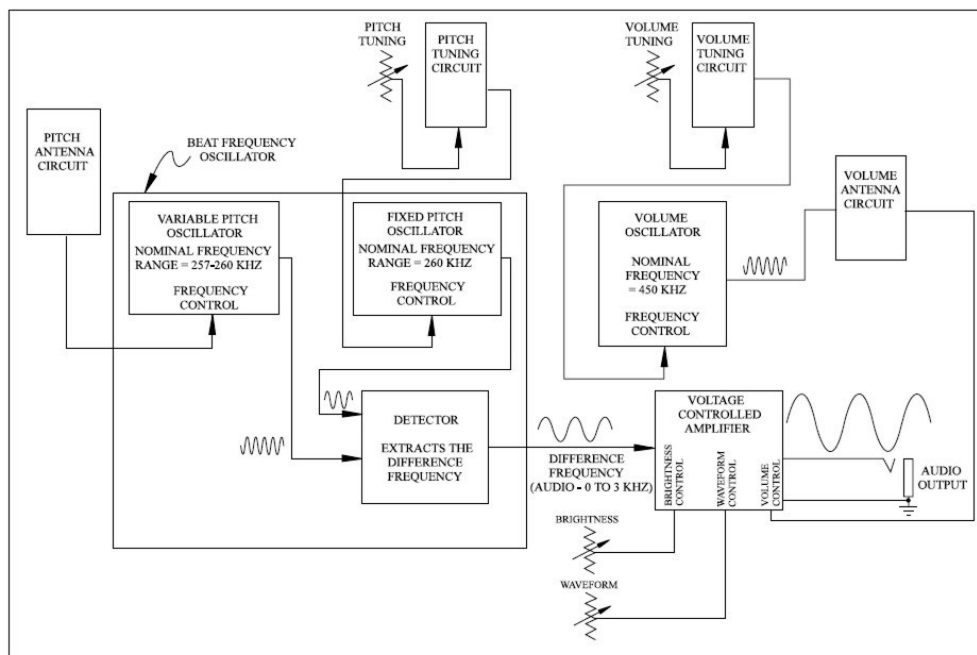 PITCH
TUNING
PITCH
TUNING
CIRCUIT
VOLUME
TUNING
VOLUME
TUNING
CIRCUIT
PITCH
ANTENNA
CIRCUIT
BEAT FREQUENCY
OSCILLATOR
VOLUME
ANTENNA
CIRCUIT
VARIABLE PITCH
OSCILLATOR
NOMINAL FREQUENCY
RANGE = 257-260 KHZ
FREQUENCY
CONTROL
FIXED PITCH
OSCILLATOR
NOMINAL FREQUENCY
RANGE = 260 KHZ
FREQUENCY
CONTROL
VOLUME
OSCILLATOR
NOMINAL
FREQUENCY
= 450 KHZ
FREQUENCY
CONTROL
DETECTOR
EXTRACTS THE
DIFFERENCE
FREQUENCY
DIFFERENCE
FREQUENCY
(AUDIO - 0 TO 3 KHZ)
VOLTAGE
CONTROLLED
AMPLIFIER
BRIGHTNESS
CONTROL
WAVEFORM
CONTROL
VOLUME
CONTROL
AUDIO
OUTPUT
BRIGHTNESS
WAVEFORM